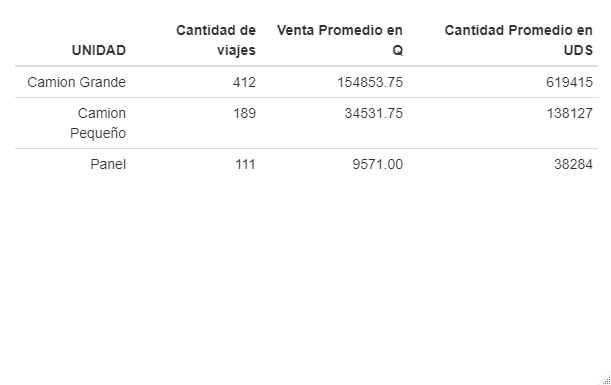 UNIDAD Cantidad de viajes Venta Promedio en Q Cantidad Promedio en UDS
Camion Grande 412 154853.75 619415
Camion Pequeño 189 34531.75 138127
Panel 111 9571.00 38284